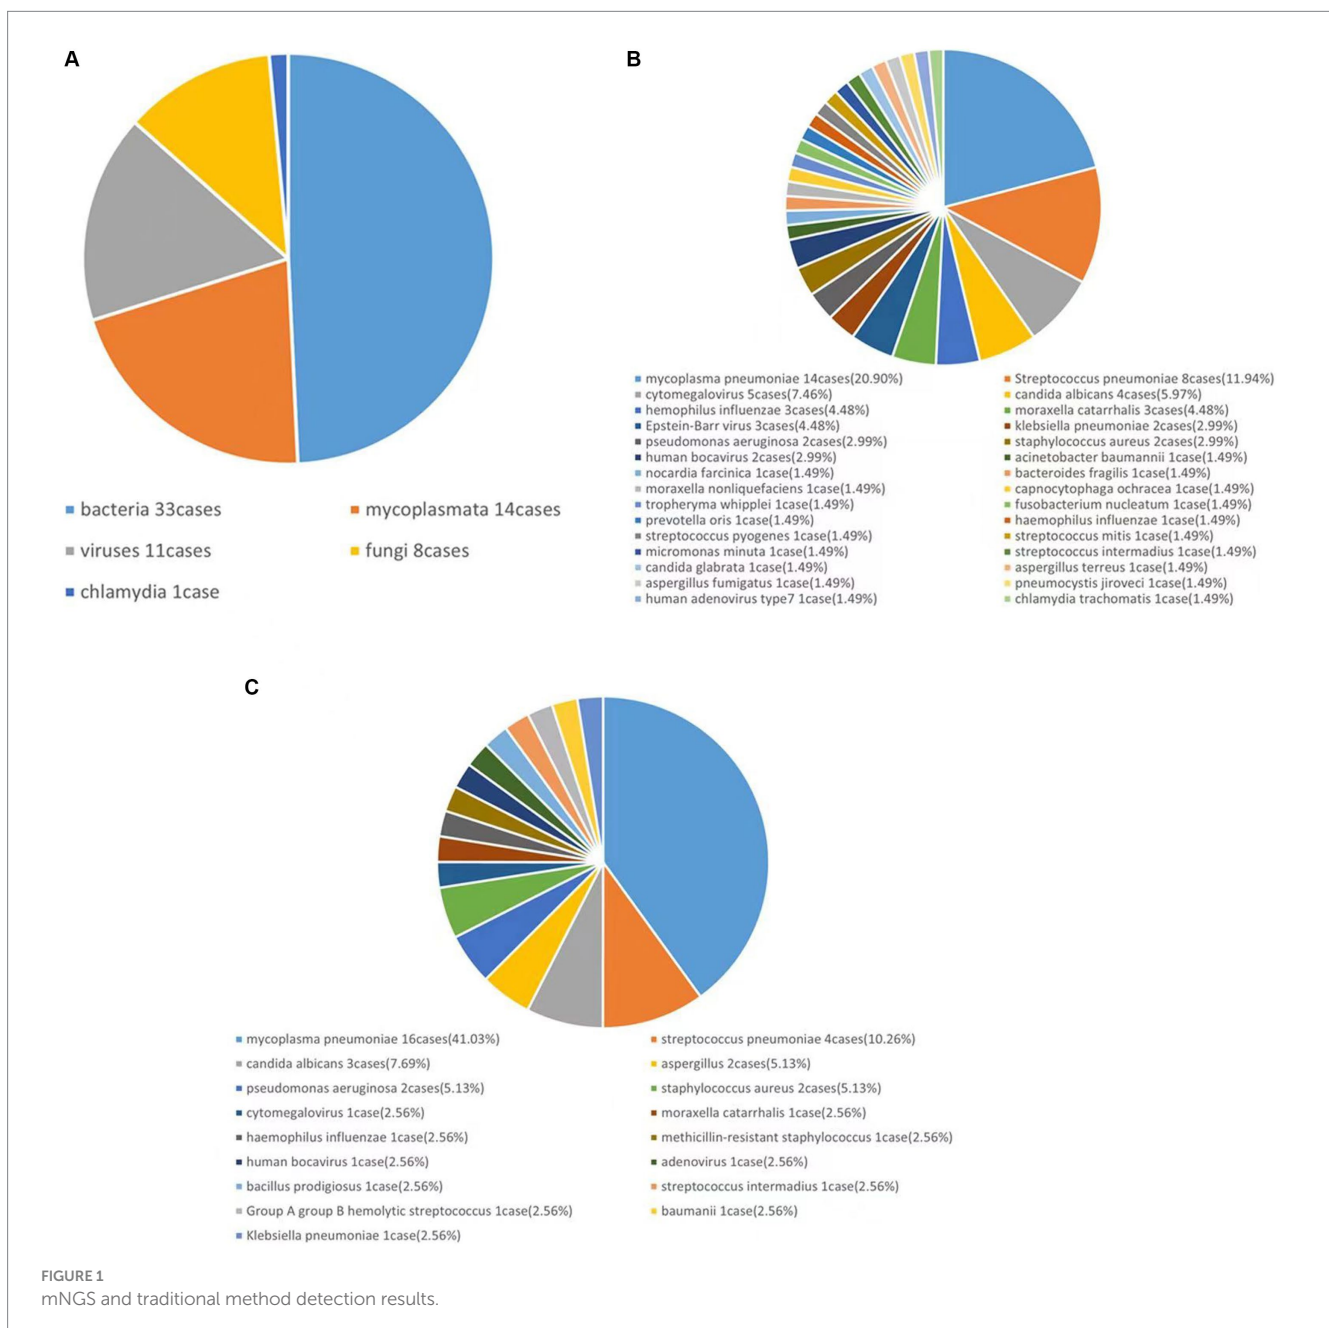 A
bacteria 33cases
mycoplasmata 14cases
viruses 11cases
fungi 8cases
chlamydia 1case
B
mycoplasma pneumoniae 14cases(20.90%)
Streptococcus pneumoniae 8cases(11.94%)
cytomegalovirus 5cases(7.46%)
candida albicans 4cases(5.97%)
hemophilus influenzae 3cases(4.48%)
moraxella catarrhalis 3cases(4.48%)
Epstein-Barr virus 3cases(4.48%)
klebsiella pneumoniae 2cases(2.99%)
pseudomonas aeruginosa 2cases(2.99%)
staphylococcus aureus 2cases(2.99%)
human bocavirus 2cases(2.99%)
acinetobacter baumannii 1case(1.49%)
nocardia farcinica 1case(1.49%)
bacteroides fragilis 1case(1.49%)
moraxella nonliquefaciens 1case(1.49%)
capnocytophaga ochracea 1case(1.49%)
tropheryma whipplei 1case(1.49%)
fusobacterium nucleatum 1case(1.49%)
prevotella oris 1case(1.49%)
haemophilus influenzae 1case(1.49%)
streptococcus pyogenes 1case(1.49%)
streptococcus mitis 1case(1.49%)
micromonas minuta 1case(1.49%)
streptococcus intermadius 1case(1.49%)
candida glabrata 1case(1.49%)
aspergillus terreus 1case(1.49%)
aspergillus fumigatus 1case(1.49%)
pneumocystis jiroveci 1case(1.49%)
human adenovirus type7 1case(1.49%)
chlamydia trachomatis 1case(1.49%)
C
mycoplasma pneumoniae 16cases(41.03%)
streptococcus pneumoniae 4cases(10.26%)
candida albicans 3cases(7.69%)
aspergillus 2cases(5.13%)
pseudomonas aeruginosa 2cases(5.13%)
staphylococcus aureus 2cases(5.13%)
cytomegalovirus 1case(2.56%)
moraxella catarrhalis 1case(2.56%)
haemophilus influenzae 1case(2.56%)
methicillin-resistant staphylococcus 1case(2.56%)
human bocavirus 1case(2.56%)
adenovirus 1case(2.56%)
bacillus prodigiosus 1case(2.56%)
streptococcus intermadius 1case(2.56%)
Group A group B hemolytic streptococcus 1case(2.56%)
baumanii 1case(2.56%)
Klebsiella pneumoniae 1case(2.56%)
FIGURE 1
mNGS and traditional method detection results.